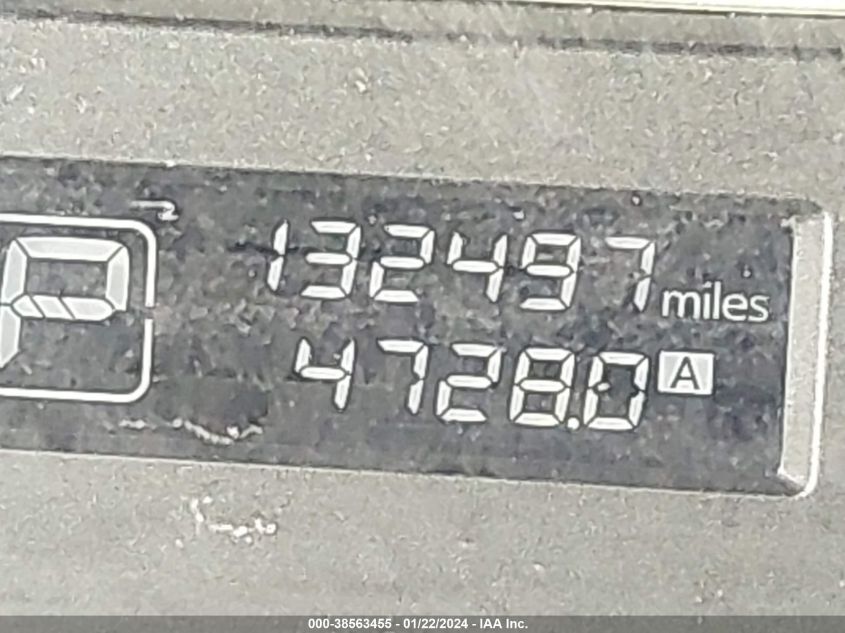 P
132497 miles
4728.0 A
000-38563455 - 01/22/2024 - IAA Inc.